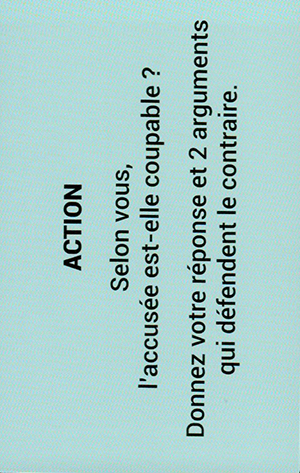 ACTION
Selon vous,
l'accusée est-elle coupable ?
Donnez votre réponse et 2 arguments
qui défendent le contraire.